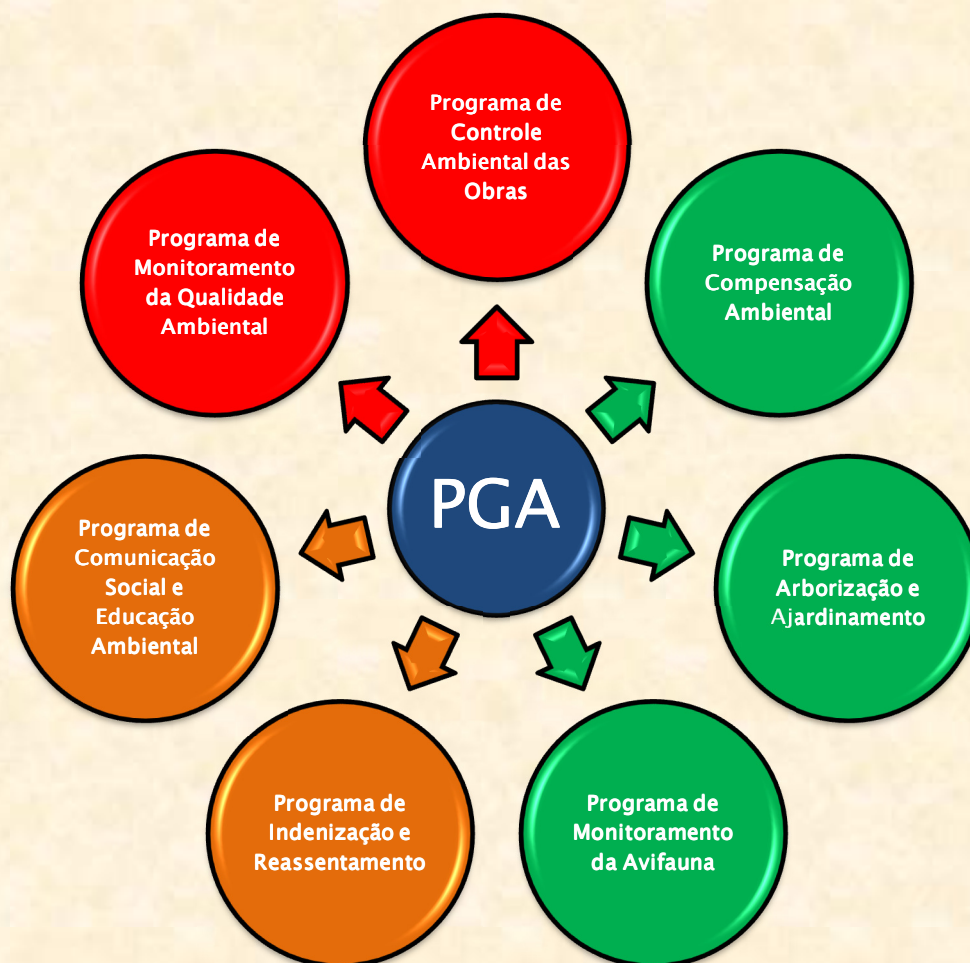 Programa de
Controle
Ambiental das
Obras
Programa de
Compensação
Ambiental
Programa de
Arborização e
Ajardinamento
Programa de
Monitoramento
da Avifauna
Programa de
Indenização e
Reassentamento
Programa de
Comunicação
Social e
Educação
Ambiental
Programa de
Monitoramento
da Qualidade
Ambiental
PGA